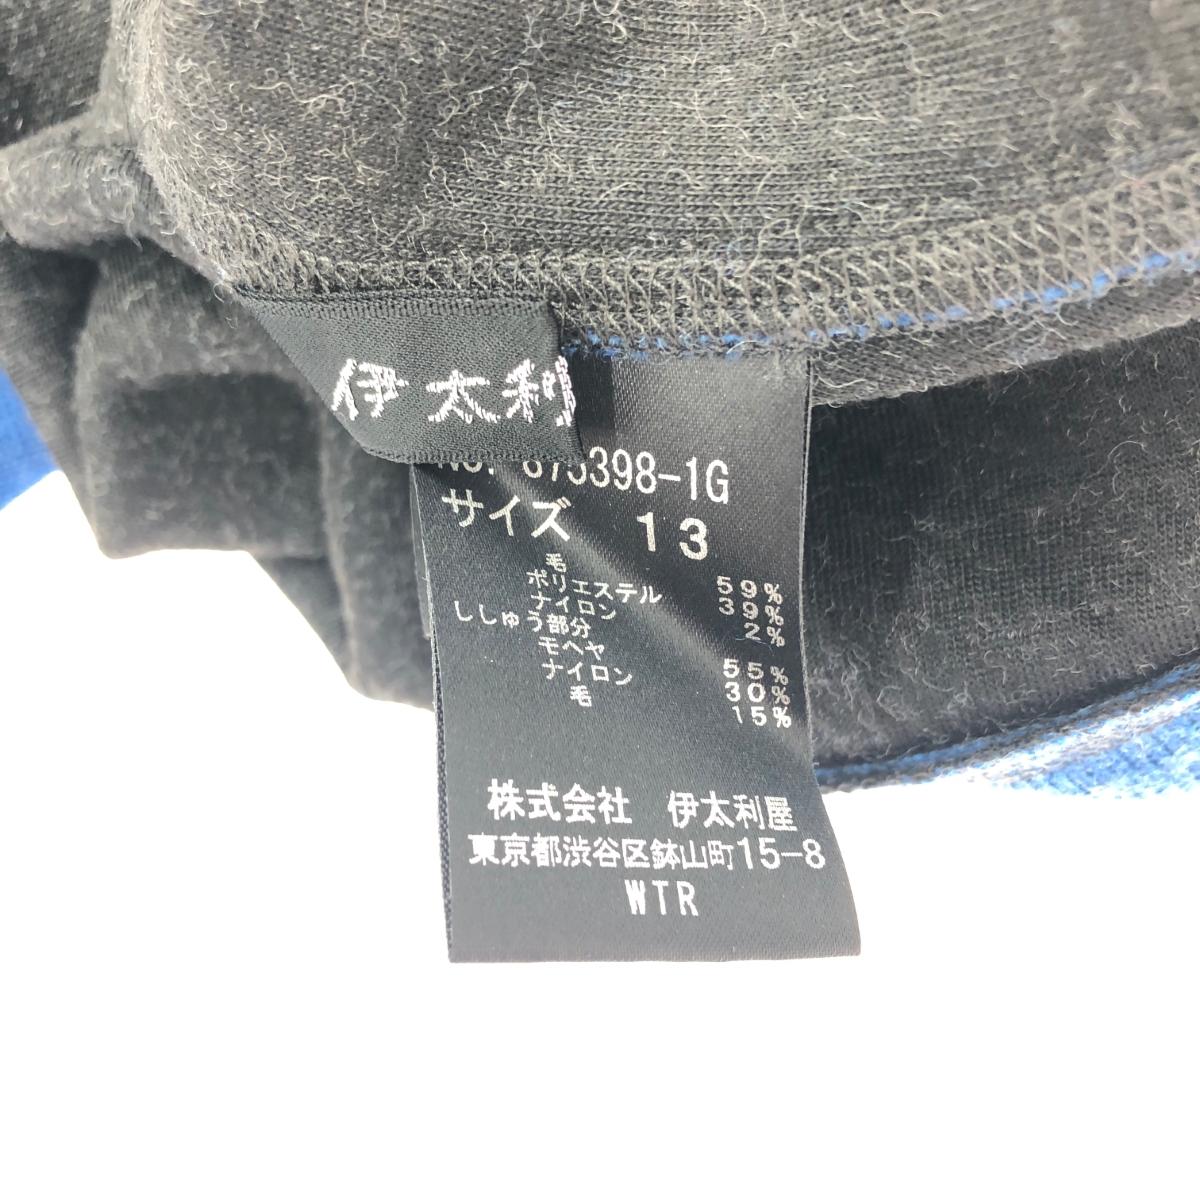 伊太利
875398-1G
サイズ 13
毛 59%
ポリエステル 39%
ナイロン 2%
ししゅう部分
モヘヤ 55%
ナイロン 30%
毛 15%
株式会社 伊太利屋
東京都渋谷区鉢山町15-8
WTR